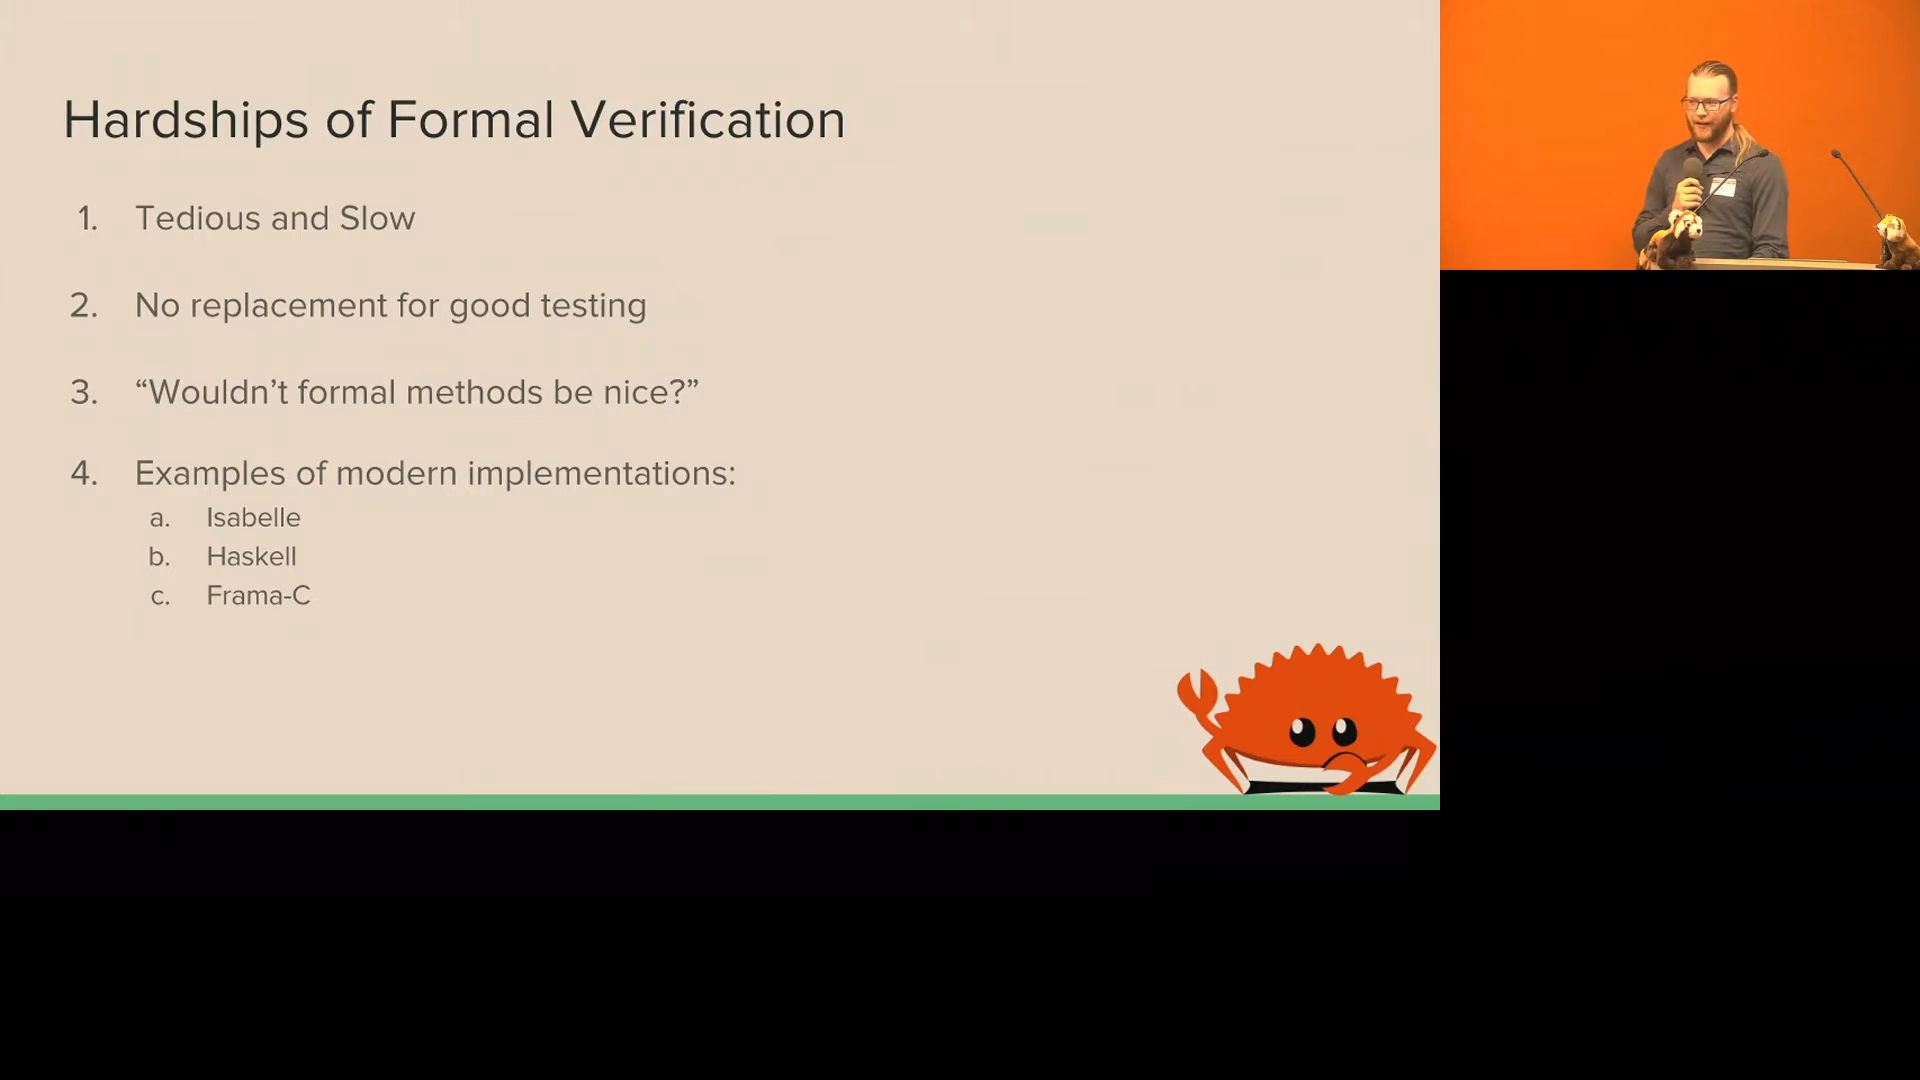 Hardships of Formal Verification
1. Tedious and Slow
2. No replacement for good testing
3. “Wouldn’t formal methods be nice?”
4. Examples of modern implementations:
a. Isabelle
b. Haskell
c. Frama-C